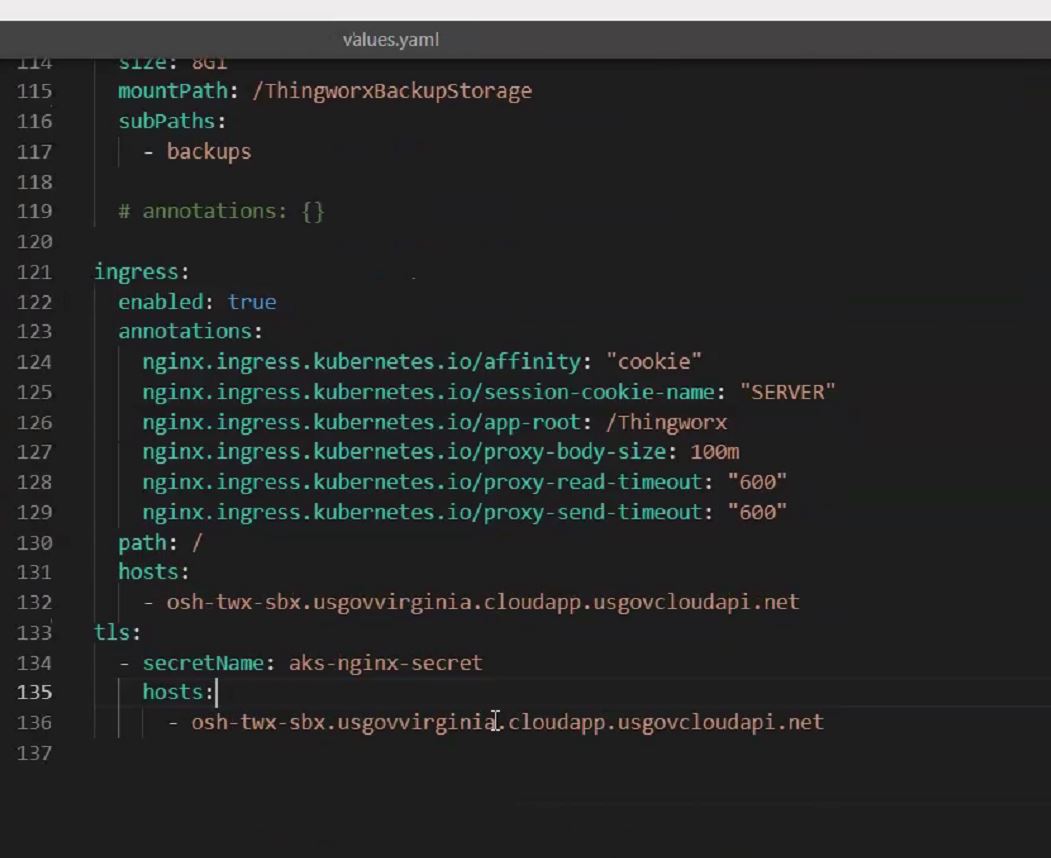 values.yaml
114 size: 8Gi
115 mountPath: /ThingworxBackupStorage
116 subPaths:
117 - backups
118
119 # annotations: {}
120
121 ingress:
122 enabled: true
123 annotations:
124 nginx.ingress.kubernetes.io/affinity: "cookie"
125 nginx.ingress.kubernetes.io/session-cookie-name: "SERVER"
126 nginx.ingress.kubernetes.io/app-root: /Thingworx
127 nginx.ingress.kubernetes.io/proxy-body-size: 100m
128 nginx.ingress.kubernetes.io/proxy-read-timeout: "600"
129 nginx.ingress.kubernetes.io/proxy-send-timeout: "600"
130 path: /
131 hosts:
132 - osh-twx-sbx.usgovvirginia.cloudapp.usgovcloudapi.net
133 tls:
134 - secretName: aks-nginx-secret
135 hosts:
136 - osh-twx-sbx.usgovvirginia.cloudapp.usgovcloudapi.net
137